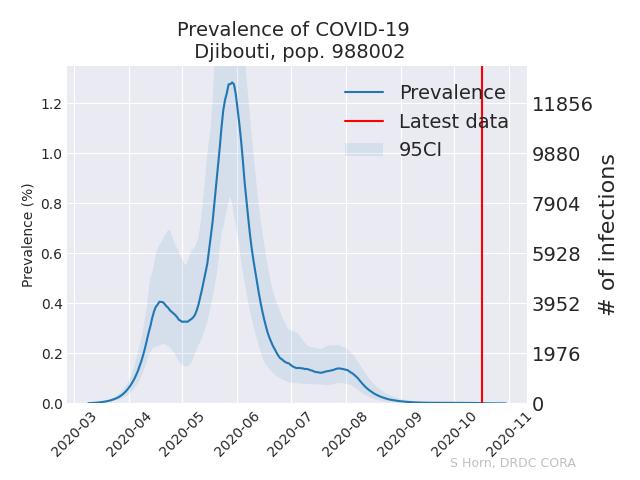 Prevalence of COVID-19
Djibouti, pop. 988002
Prevalence (%)
1.2
1.0
0.8
0.6
0.4
0.2
0.0
Prevalence
Latest data
95CI
11856
9880
7904
5928
3952
1976
0
# of infections
2020-03
2020-04
2020-05
2020-06
2020-07
2020-08
2020-09
2020-10
2020-11
S Horn, DRDC CORA